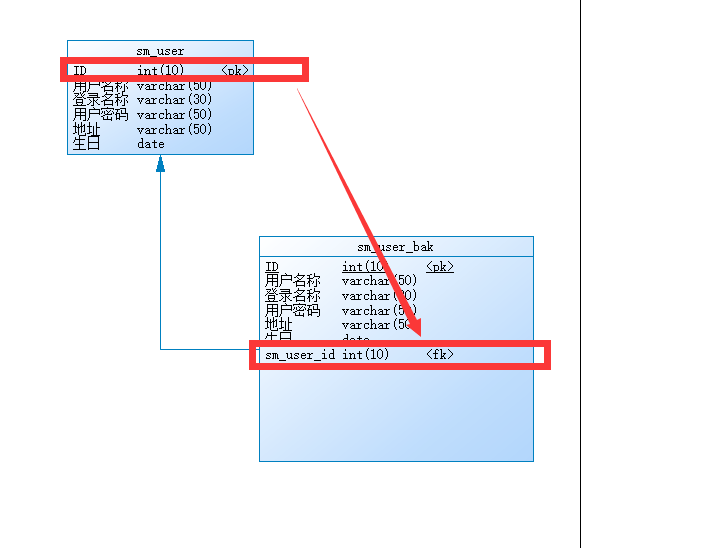 sm_user
ID int(10) <pk>
用户名称 varchar(50)
登录名称 varchar(30)
用户密码 varchar(50)
地址 varchar(50)
生日 date
sm_user_bak
ID int(10) <pk>
用户名称 varchar(50)
登录名称 varchar(30)
用户密码 varchar(50)
地址 varchar(50)
生日 date
sm_user_id int(10) <fk>